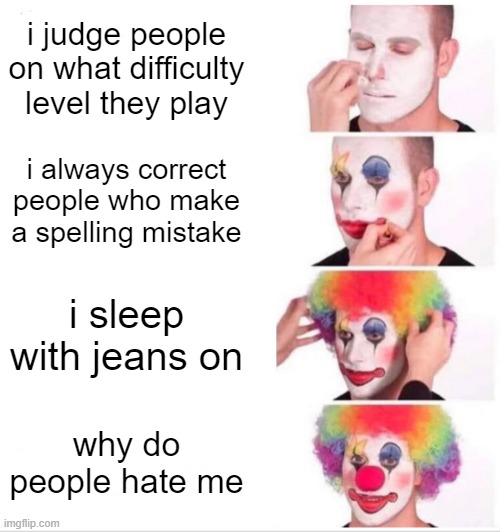 i judge people
on what difficulty
level they play
i always correct
people who make
a spelling mistake
i sleep
with jeans on
why do
people hate me
imgflip.com